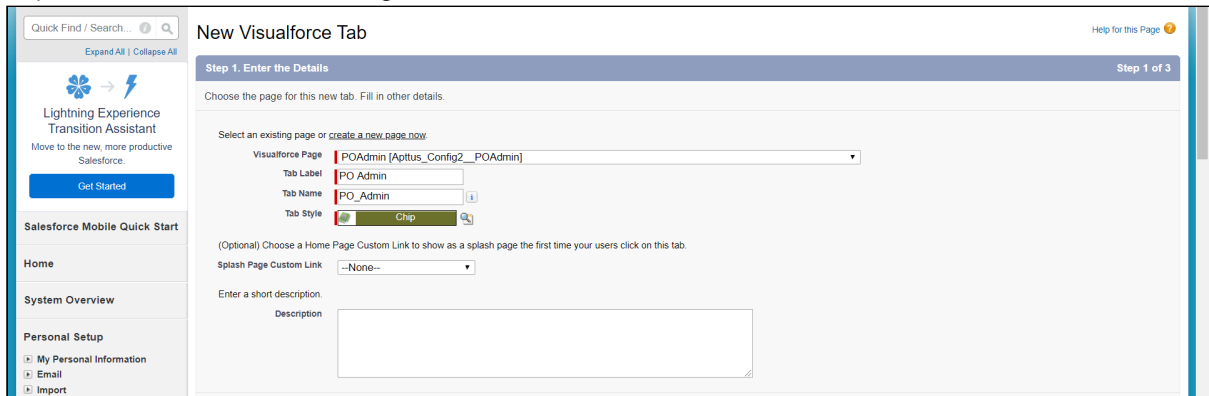 Quick Find / Search...
Expand All | Collapse All
Lightning Experience
Transition Assistant
Move to the new, more productive
Salesforce.
Get Started
Salesforce Mobile Quick Start
Home
System Overview
Personal Setup
My Personal Information
Email
Import
New Visualforce Tab
Help for this Page
Step 1. Enter the Details
Step 1 of 3
Choose the page for this new tab. Fill in other details.
Select an existing page or create a new page now.
Visualforce Page POAdmin [Apttus_Config2__POAdmin]
Tab Label PO Admin
Tab Name PO_Admin
Tab Style Chip
(Optional) Choose a Home Page Custom Link to show as a splash page the first time your users click on this tab.
Splash Page Custom Link --None--
Enter a short description.
Description